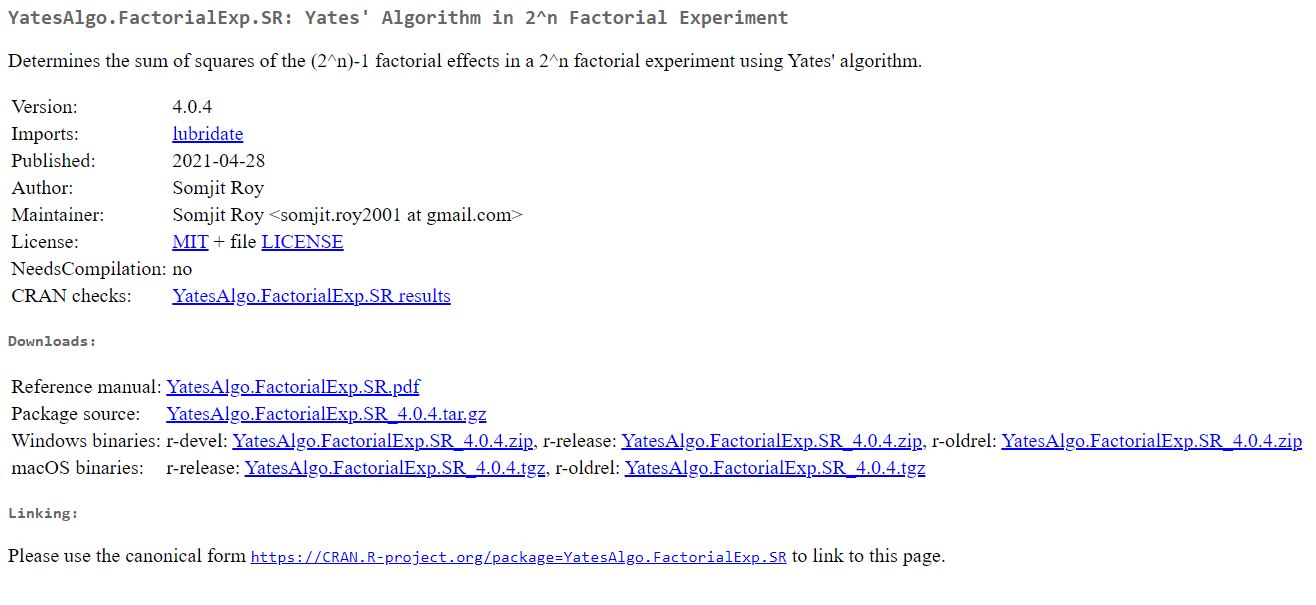 YatesAlgo.FactorialExp.SR: Yates' Algorithm in 2^n Factorial Experiment
Determines the sum of squares of the (2^n)-1 factorial effects in a 2^n factorial experiment using Yates' algorithm.
Version: 4.0.4
Imports: lubridate
Published: 2021-04-28
Author: Somjit Roy
Maintainer: Somjit Roy <somjit.roy2001 at gmail.com>
License: MIT + file LICENSE
NeedsCompilation: no
CRAN checks: YatesAlgo.FactorialExp.SR results
Downloads:
Reference manual: YatesAlgo.FactorialExp.SR.pdf
Package source: YatesAlgo.FactorialExp.SR_4.0.4.tar.gz
Windows binaries: r-devel: YatesAlgo.FactorialExp.SR_4.0.4.zip, r-release: YatesAlgo.FactorialExp.SR_4.0.4.zip, r-oldrel: YatesAlgo.FactorialExp.SR_4.0.4.zip
macOS binaries: r-release: YatesAlgo.FactorialExp.SR_4.0.4.tgz, r-oldrel: YatesAlgo.FactorialExp.SR_4.0.4.tgz
Linking:
Please use the canonical form https://CRAN.R-project.org/package=YatesAlgo.FactorialExp.SR to link to this page.